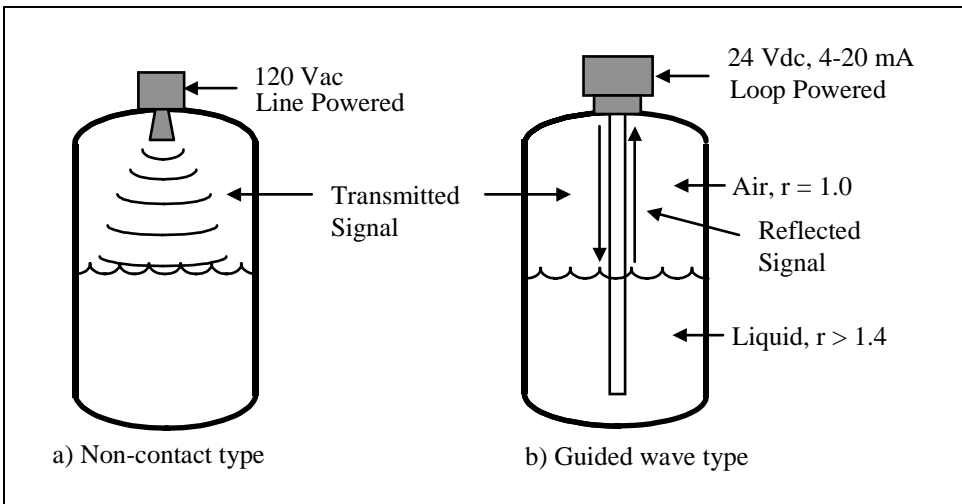 120 Vac
Line Powered
24 Vdc, 4-20 mA
Loop Powered
Transmitted
Signal
Air, r = 1.0
Reflected
Signal
Liquid, r > 1.4
a) Non-contact type
b) Guided wave type